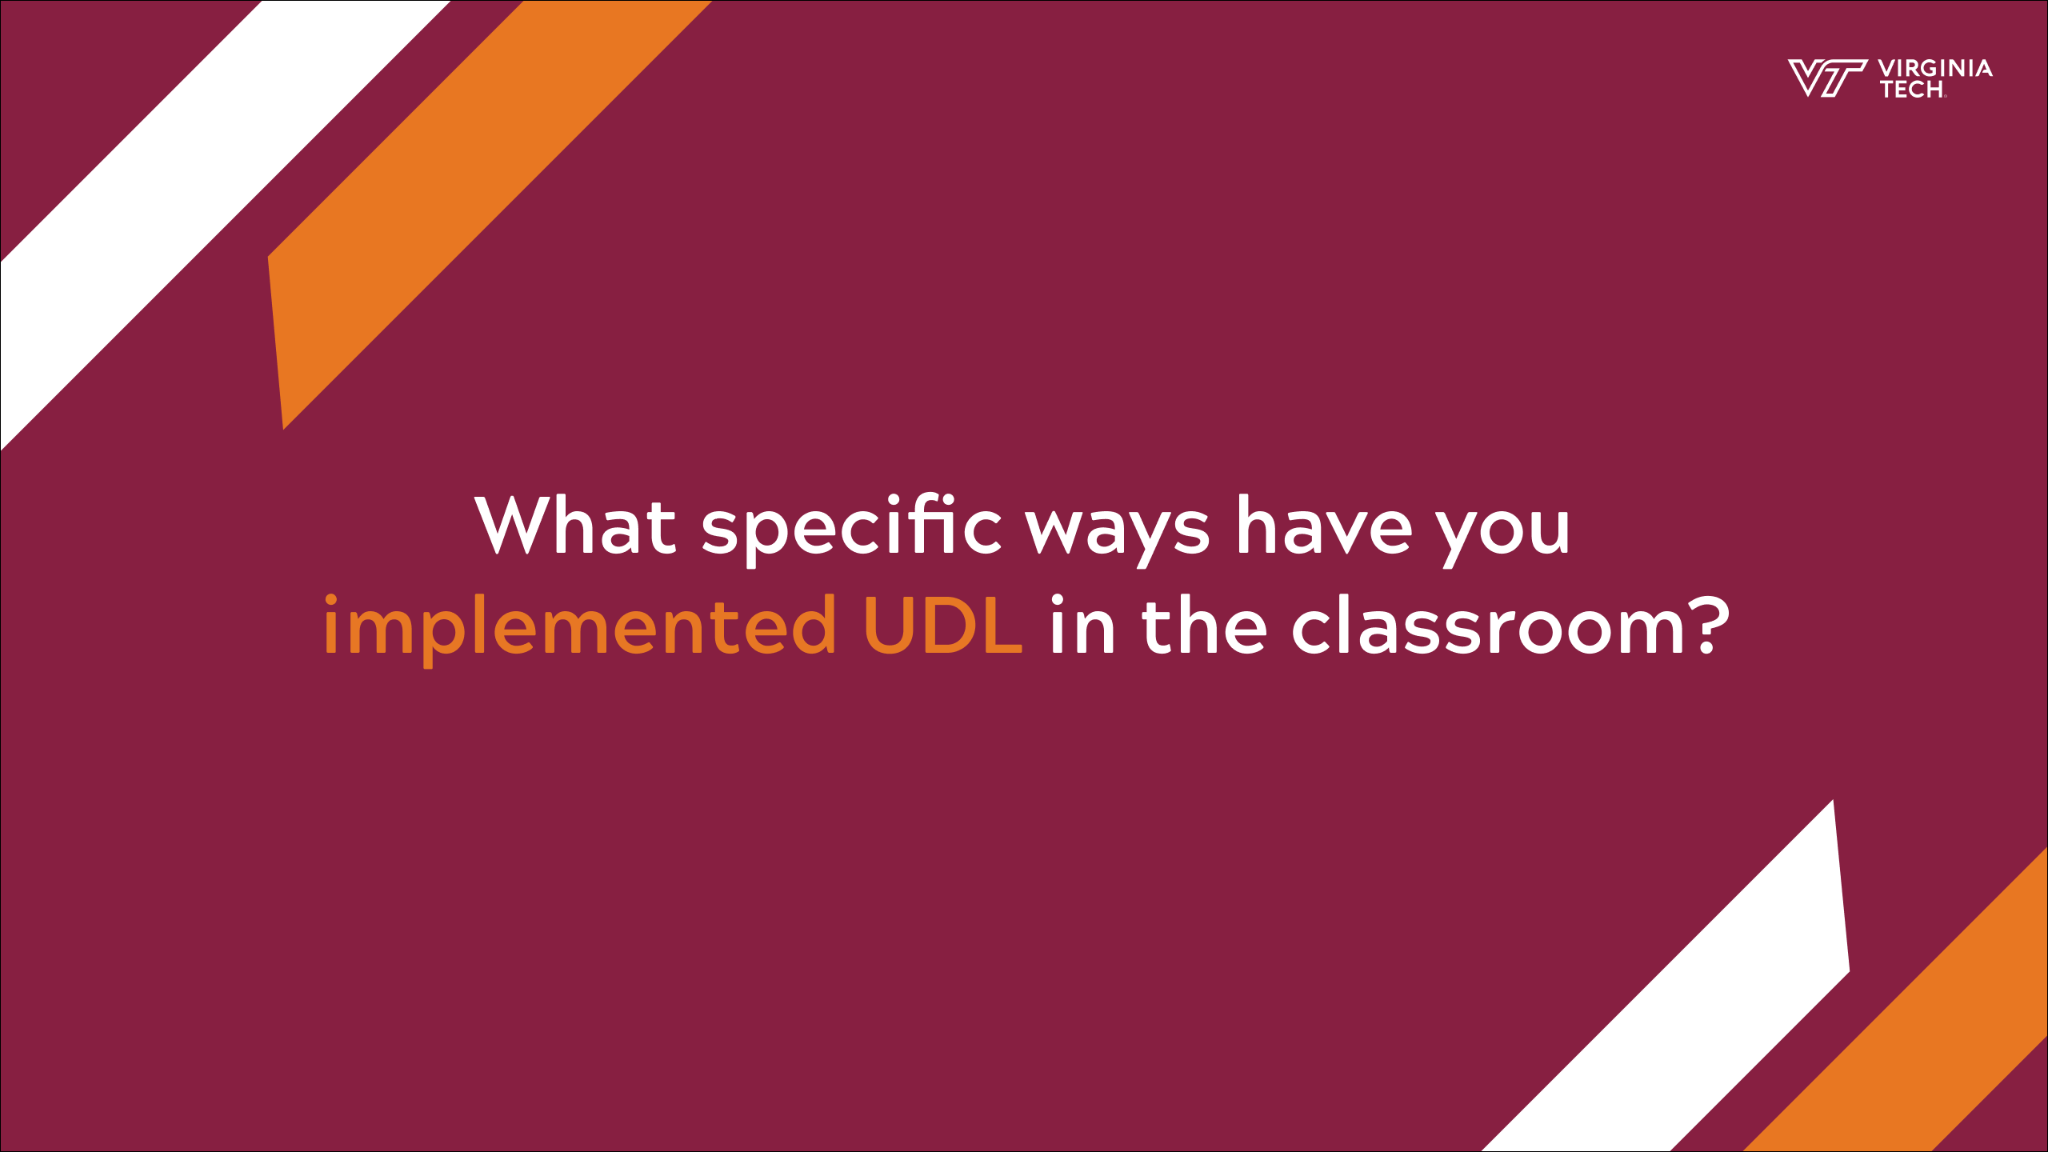 VIRGINIA
TECH
What specific ways have you
implemented UDL in the classroom?